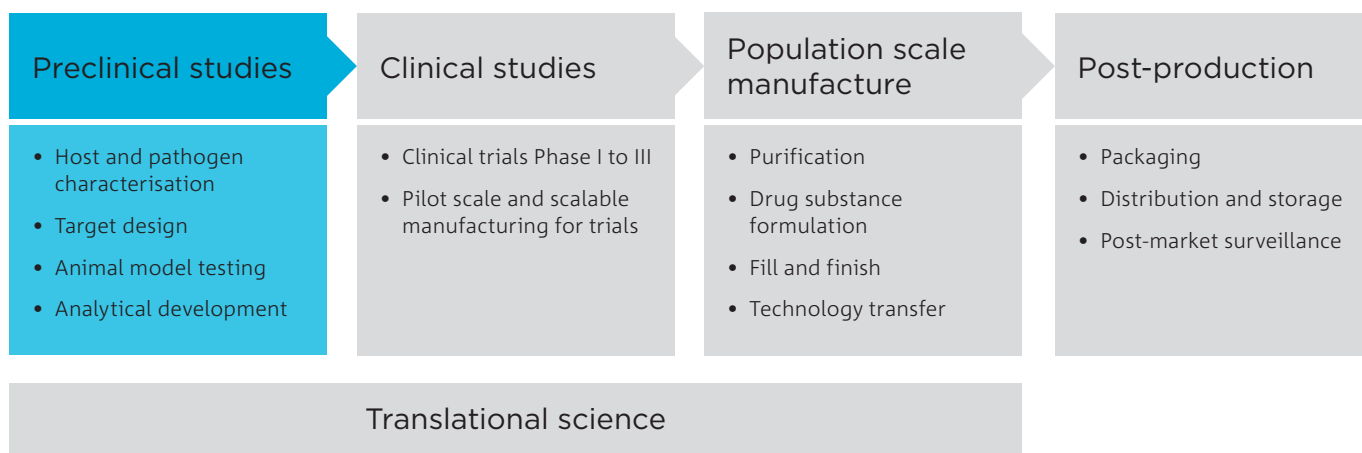 Preclinical studies
• Host and pathogen
characterisation
• Target design
• Animal model testing
• Analytical development
Clinical studies
• Clinical trials Phase I to III
• Pilot scale and scalable
manufacturing for trials
Population scale
manufacture
• Purification
• Drug substance
formulation
• Fill and finish
• Technology transfer
Post-production
• Packaging
• Distribution and storage
• Post-market surveillance
Translational science